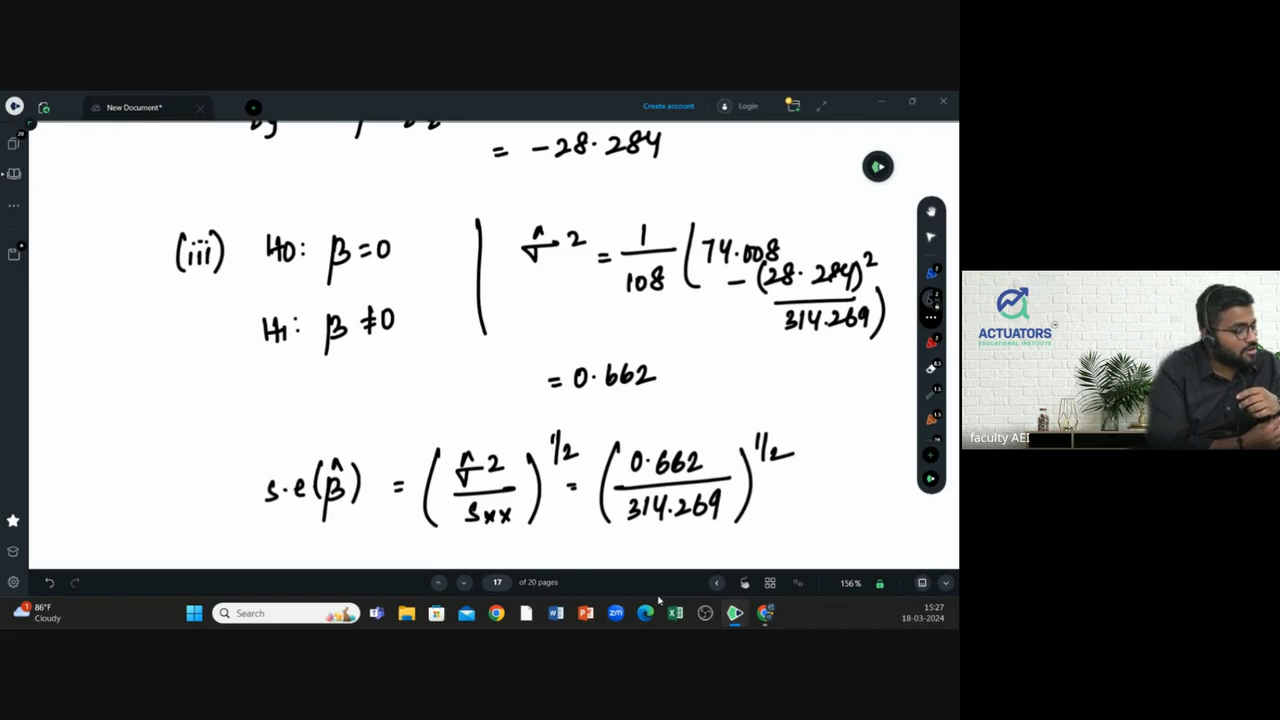 New Document*
Create account
Login
= -28.284
(iii) H0: β = 0
H1: β ≠ 0
σ̂2 = 1/108 (74.008 - (28.284)2/314.269)
= 0.662
s.e(β̂) = (σ̂2/Sxx)1/2 = (0.662/314.269)1/2
17 of 20 pages
156%
86°F
Cloudy
Search
15:27
18-03-2024
ACTUATORS
EDUCATIONAL INSTITUTE
faculty AEI